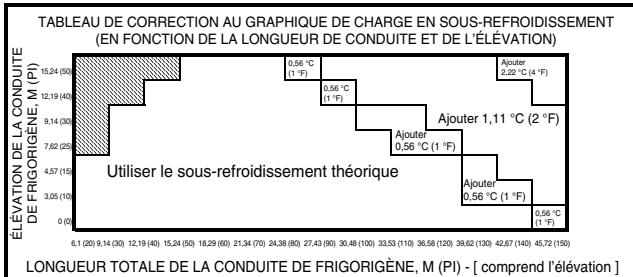 TABLEAU DE CORRECTION AU GRAPHIQUE DE CHARGE EN SOUS-REFROIDISSEMENT
(EN FONCTION DE LA LONGUEUR DE CONDUITE ET DE L'ÉLÉVATION)
ÉLÉVATION DE LA CONDUITE
DE FRIGORIGÈNE, M (PI)
15,24 (50)
12,19 (40)
9,14 (30)
7,62 (25)
4,57 (15)
3,05 (10)
0 (0)
0,56 °C
(1 °F)
0,56 °C
(1 °F)
Ajouter
2,22 °C (4 °F)
Ajouter 1,11 °C (2 °F)
Ajouter
0,56 °C (1 °F)
Utiliser le sous-refroidissement théorique
Ajouter
0,56 °C (1 °F)
0,56 °C
(1 °F)
6,1 (20) 9,14 (30) 12,19 (40) 15,24 (50) 18,29 (60) 21,34 (70) 24,38 (80) 27,43 (90) 30,48 (100) 33,53 (110) 36,58 (120) 39,62 (130) 42,67 (140) 45,72 (150)
LONGUEUR TOTALE DE LA CONDUITE DE FRIGORIGÈNE, M (PI) - [ comprend l'élévation ]